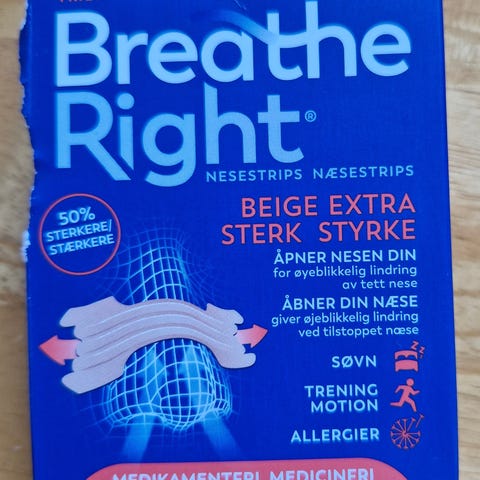 Breathe
Right®
NESESTRIPS NÆSESTRIPS
50%
STERKERE/
STÆRKERE
BEIGE EXTRA
STERK STYRKE
ÅPNER NESEN DIN
for øyeblikkelig lindring
av tett nese
ÅBNER DIN NÆSE
giver øjeblikkelig lindring
ved tilstoppet næse
SØVN
TRENING
MOTION
ALLERGIER